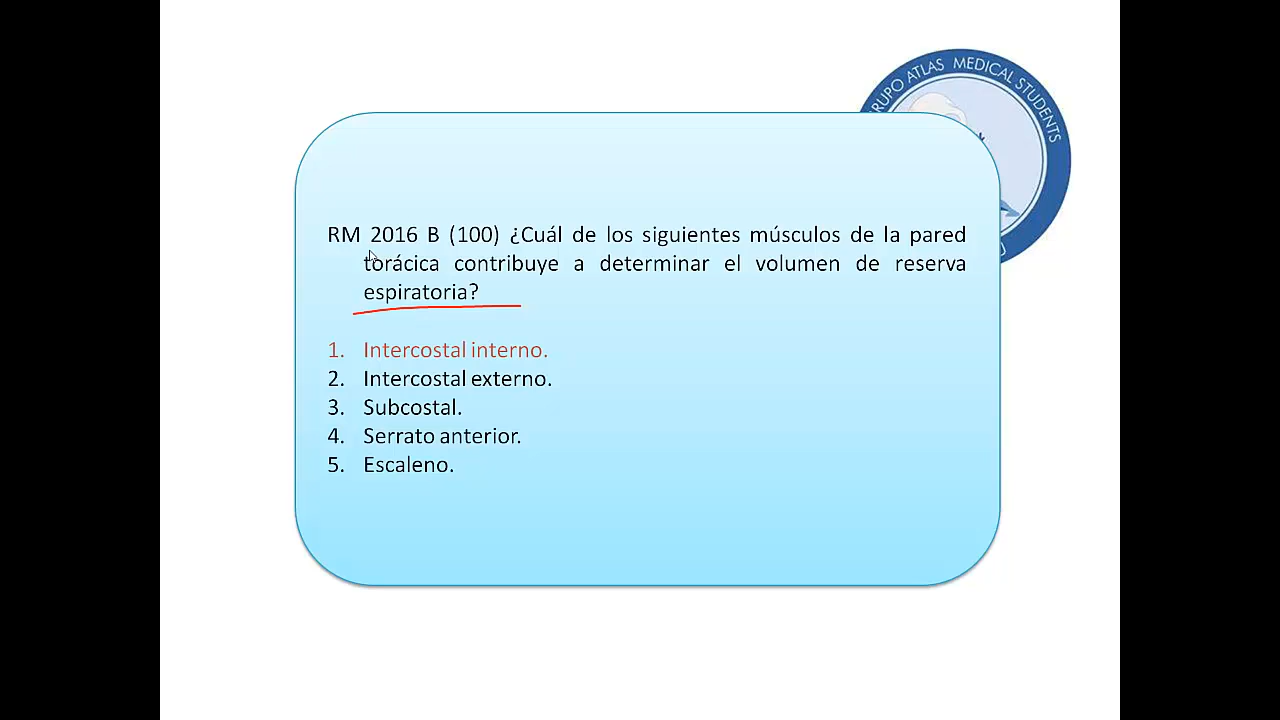 RUPO ATLAS MEDICAL STUDENTS
RM 2016 B (100) ¿Cuál de los siguientes músculos de la pared
torácica contribuye a determinar el volumen de reserva
espiratoria?
1. Intercostal interno.
2. Intercostal externo.
3. Subcostal.
4. Serrato anterior.
5. Escaleno.